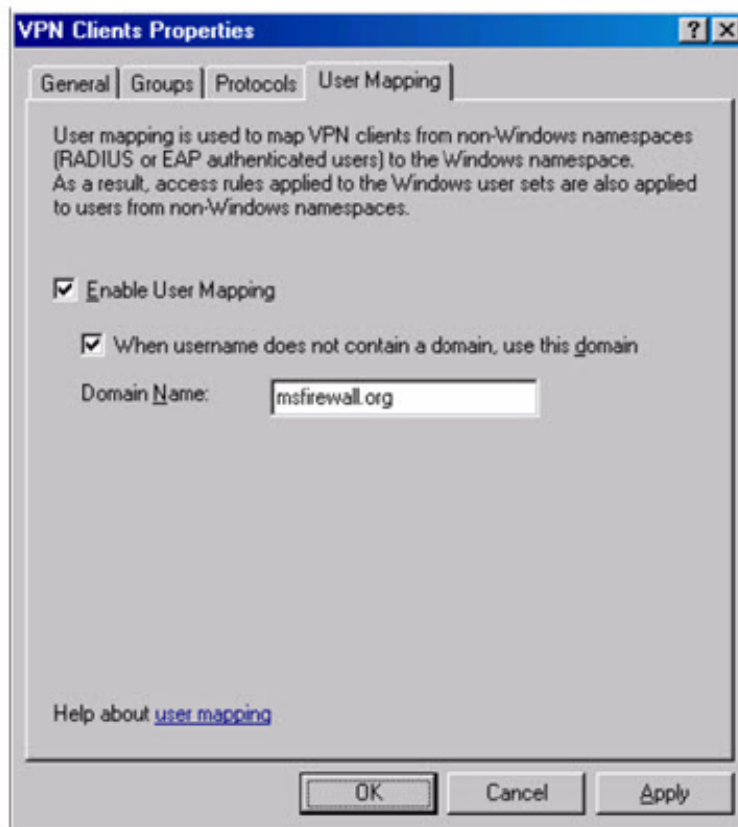 VPN Clients Properties
General Groups Protocols User Mapping
User mapping is used to map VPN clients from non-Windows namespaces
(RADIUS or EAP authenticated users) to the Windows namespace.
As a result, access rules applied to the Windows user sets are also applied
to users from non-Windows namespaces.
Enable User Mapping
When username does not contain a domain, use this domain
Domain Name: msfirewall.org
Help about user mapping
OK Cancel Apply